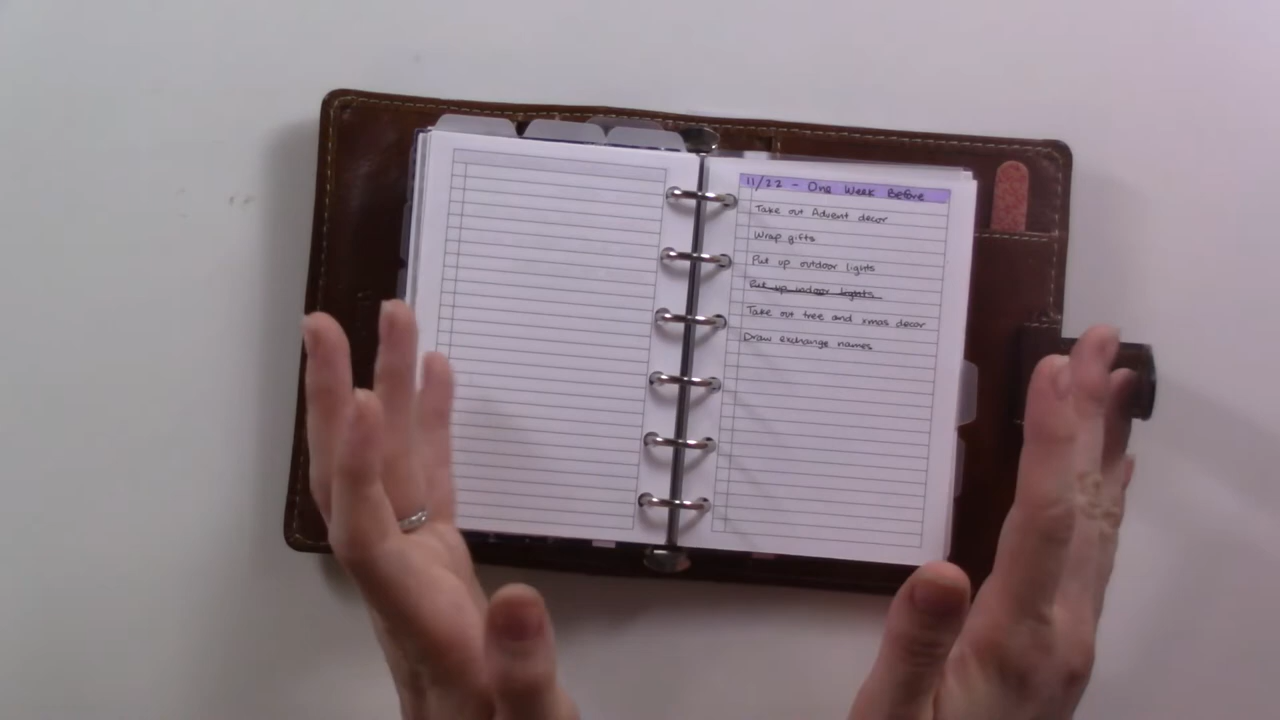 11/22 - One Week Before
Take out Advent decor
Wrap gifts
Put up outdoor lights
Put up indoor lights
Take out tree and xmas decor
Draw exchange names